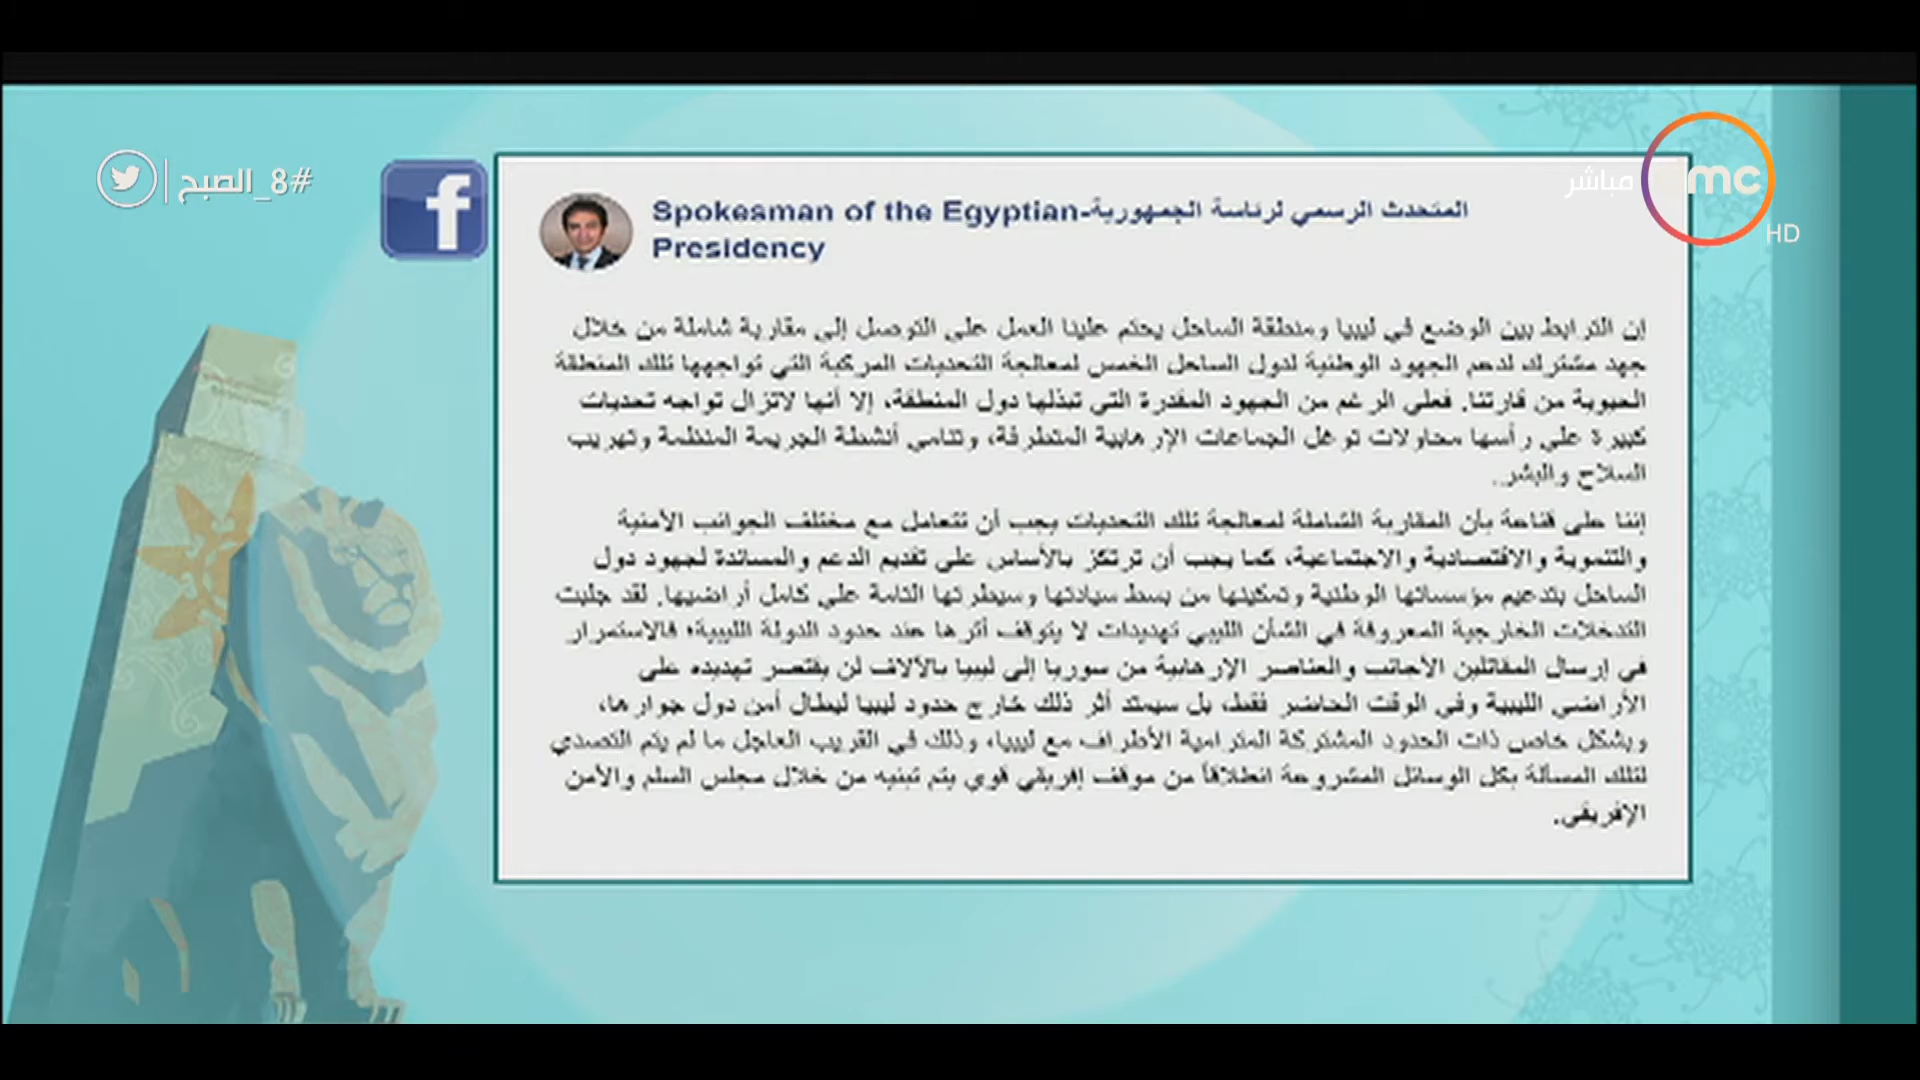 #8_الصبح
مباشر
mc
HD
المتحدث الرسمي لرئاسة الجمهورية-Spokesman of the Egyptian
Presidency
إن الترابط بين الوضع في ليبيا ومنطقة الساحل يحتم علينا العمل على التوصل إلى مقاربة شاملة من خلال
جهد مشترك لدعم الجهود الوطنية لدول الساحل الخمس لمعالجة التحديات المركبة التي تواجهها تلك المنطقة
الحيوية من قارتنا. فعلى الرغم من الجهود المقدرة التي تبذلها دول المنطقة، إلا أنها لاتزال تواجه تحديات
كبيرة على رأسها محاولات توغل الجماعات الإرهابية المتطرفة، وتنامي أنشطة الجريمة المنظمة وتهريب
السلاح والبشر..
إننا على قناعة بأن المقاربة الشاملة لمعالجة تلك التحديات يجب أن تتعامل مع مختلف الجوانب الأمنية
والتنموية والاقتصادية والاجتماعية، كما يجب أن ترتكز بالأساس على تقديم الدعم والمساندة لجهود دول
الساحل بتدعيم مؤسساتها الوطنية وتمكينها من بسط سيادتها وسيطرتها التامة على كامل أراضيها. لقد جلبت
التدخلات الخارجية المعروفة في الشأن الليبي تهديدات لا يتوقف أثرها عند حدود الدولة الليبية؛ فالاستمرار
في إرسال المقاتلين الأجانب والعناصر الإرهابية من سوريا إلى ليبيا بالآلاف لن يقتصر تهديده على
الأراضي الليبية وفي الوقت الحاضر فقط، بل سيمتد أثر ذلك خارج حدود ليبيا ليطال أمن دول جوارها،
وبشكل خاص ذات الحدود المشتركة المترامية الأطراف مع ليبيا، وذلك في القريب العاجل ما لم يتم التصدي
لتلك المسألة بكل الوسائل المشروعة انطلاقاً من موقف إفريقي قوي يتم تبنيه من خلال مجلس السلم والأمن
الإفريقي.